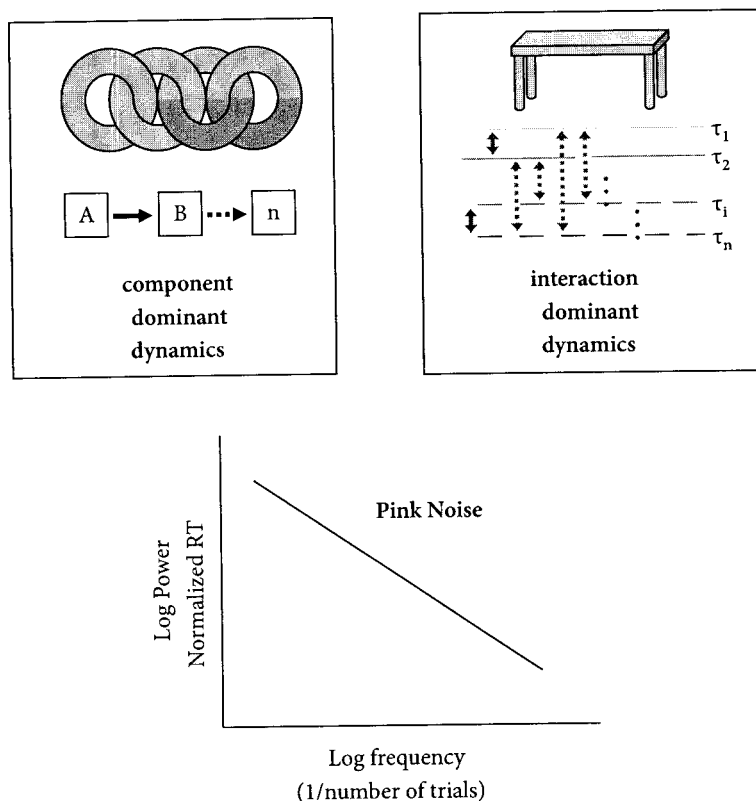 A
B
n
component
dominant
dynamics
τ1
τ2
τi
τn
interaction
dominant
dynamics
Pink Noise
Log Power
Normalized RT
Log frequency
(1/number of trials)